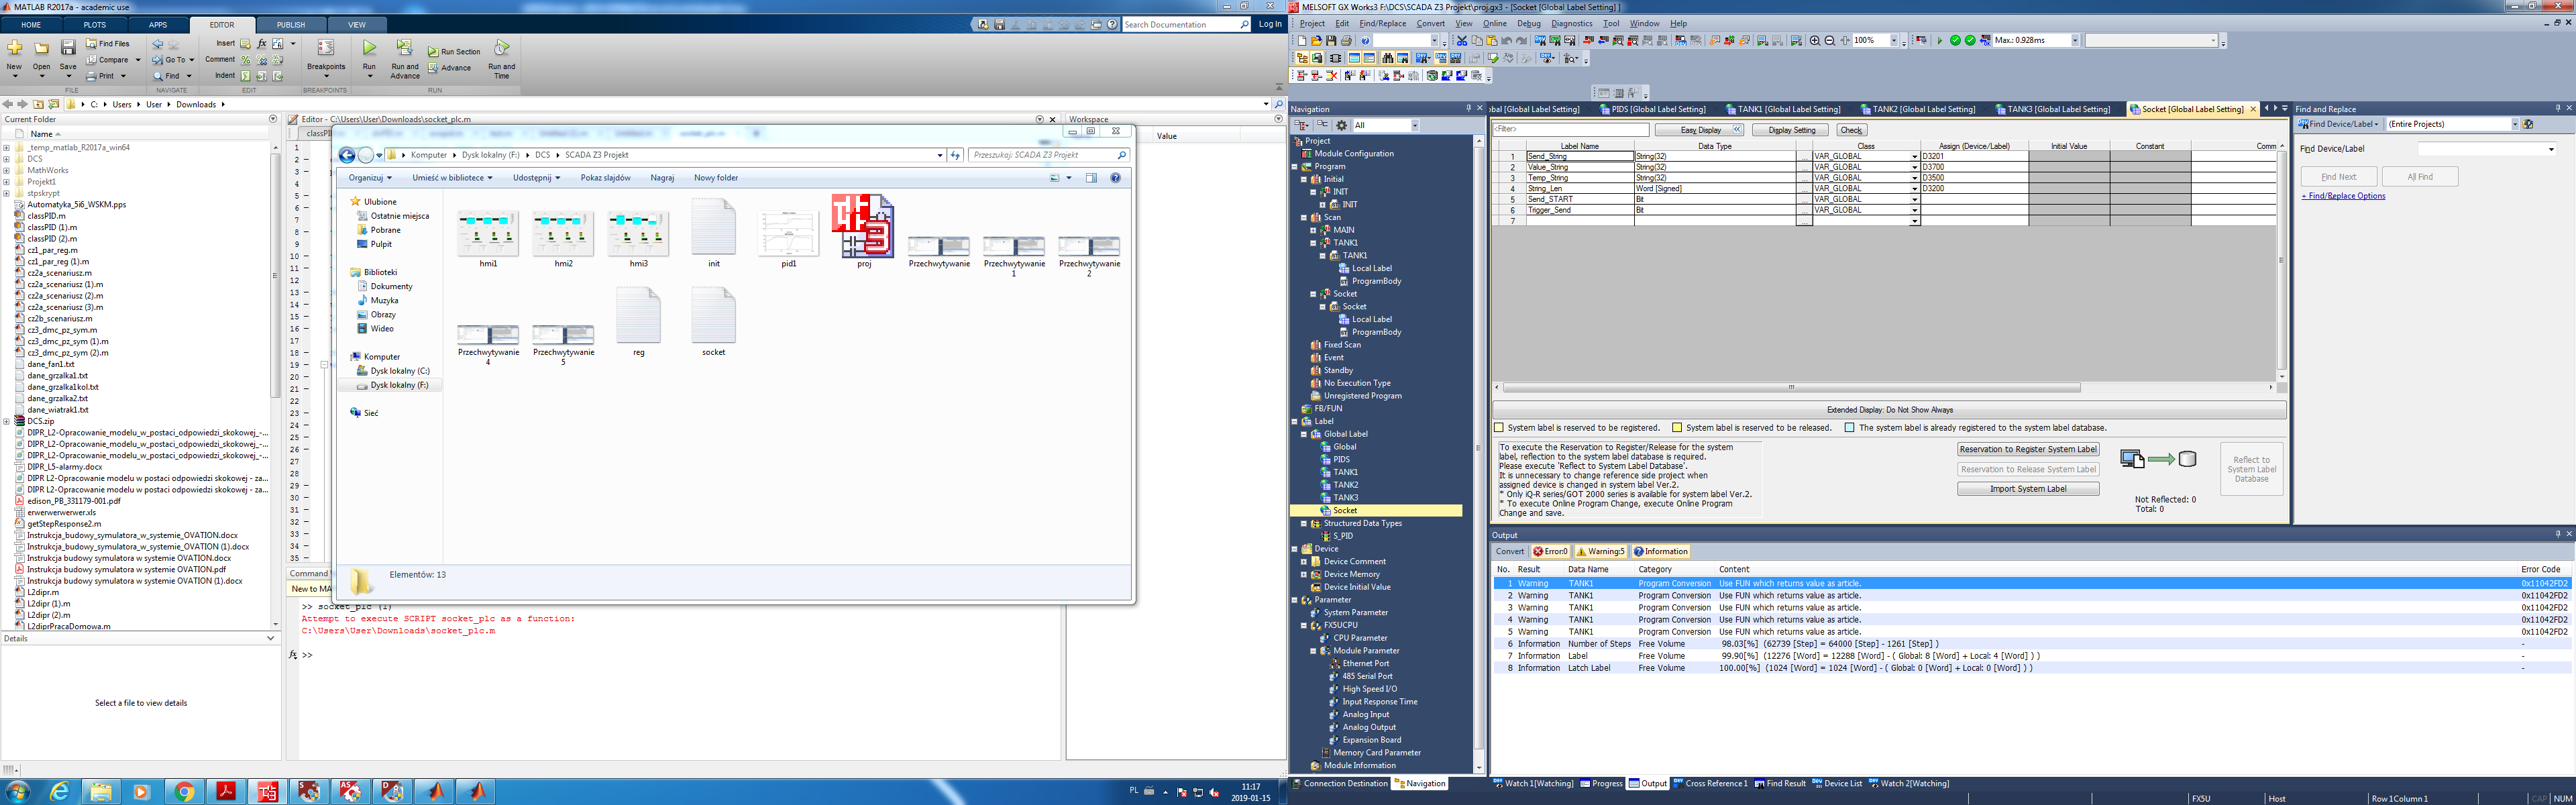 MATLAB R2017a - academic use
HOME PLOTS APPS EDITOR PUBLISH VIEW
Search Documentation Log In
New Open Save Find Files Compare Print
Go To Find
Insert fx
Comment
Indent
Breakpoints
Run Run and Advance Run Section Advance Run and Time
FILE NAVIGATE EDIT BREAKPOINTS RUN
C: Users User Downloads
Current Folder
Name
_temp_matlab_R2017a_win64
DCS
MathWorks
Projekt1
stpskrypt
Automatyka_5i6_WSKM.pps
classPID.m
classPID (1).m
classPID (2).m
cz1_par_reg.m
cz1_par_reg (1).m
cz2a_scenariusz.m
cz2a_scenariusz (1).m
cz2a_scenariusz (2).m
cz2a_scenariusz (3).m
cz2b_scenariusz.m
cz3_dmc_pz_sym.m
cz3_dmc_pz_sym (1).m
cz3_dmc_pz_sym (2).m
dane_fan1.txt
dane_grzalka1.txt
dane_grzalka1kol.txt
dane_grzalka2.txt
dane_wiatrak1.txt
DCS.zip
DIPR_L2-Opracowanie_modelu_w_postaci_odpowiedzi_skokowej_-...
DIPR_L2-Opracowanie_modelu_w_postaci_odpowiedzi_skokowej_-...
DIPR_L2-Opracowanie_modelu_w_postaci_odpowiedzi_skokowej_-...
DIPR_L5-alarmy.docx
DIPR L2-Opracowanie modelu w postaci odpowiedzi skokowej - za...
DIPR L2-Opracowanie modelu w postaci odpowiedzi skokowej - za...
edison_PB_331179-001.pdf
erwerwerwerwer.xls
getStepResponse2.m
Instrukcja_budowy_symulatora_w_systemie_OVATION.docx
Instrukcja_budowy_symulatora_w_systemie_OVATION (1).docx
Instrukcja budowy symulatora w systemie OVATION.docx
Instrukcja budowy symulatora w systemie OVATION.pdf
Instrukcja budowy symulatora w systemie OVATION (1).docx
L2dipr.m
L2dipr (1).m
L2dipr (2).m
L2diprPracaDomowa.m
Details
Select a file to view details
Editor - C:\Users\User\Downloads\socket_plc.m
Workspace
Value
Komputer Dysk lokalny (F:) DCS SCADA Z3 Projekt
Przeszukaj: SCADA Z3 Projekt
Organizuj Umieść w bibliotece Udostępnij Pokaz slajdów Nagraj Nowy folder
Ulubione
Ostatnie miejsca
Pobrane
Pulpit
Biblioteki
Dokumenty
Muzyka
Obrazy
Wideo
Komputer
Dysk lokalny (C:)
Dysk lokalny (F:)
Sieć
hmi1 hmi2 hmi3 init pid1 proj Przechwytywanie Przechwytywanie1 Przechwytywanie2
Przechwytywanie4 Przechwytywanie5 reg socket
Elementów: 13
Command
New to MA
>> socket_plc (1)
Attempt to execute SCRIPT socket_plc as a function:
C:\Users\User\Downloads\socket_plc.m
fx >>
PL 11:17
2019-01-15
MELSOFT GX Works3 F:\DCS\SCADA Z3 Projekt\proj.gx3 - [Socket [Global Label Setting] ]
Project Edit Find/Replace Convert View Online Debug Diagnostics Tool Window Help
100% Max.: 0.928ms
Navigation
All
Project
Module Configuration
Program
Initial
INIT
INIT
Scan
MAIN
TANK1
TANK1
Local Label
ProgramBody
Socket
Socket
Local Label
ProgramBody
Fixed Scan
Event
Standby
No Execution Type
Unregistered Program
FB/FUN
Label
Global Label
Global
PIDS
TANK1
TANK2
TANK3
Socket
Structured Data Types
S_PID
Device
Device Comment
Device Memory
Device Initial Value
Parameter
System Parameter
FX5UCPU
CPU Parameter
Module Parameter
Ethernet Port
485 Serial Port
High Speed I/O
Input Response Time
Analog Input
Analog Output
Expansion Board
Memory Card Parameter
Module Information
Connection Destination Navigation
obal [Global Label Setting] PIDS [Global Label Setting] TANK1 [Global Label Setting] TANK2 [Global Label Setting] TANK3 [Global Label Setting] Socket [Global Label Setting]
<Filter> Easy Display Display Setting Check
Label Name Data Type Class Assign (Device/Label) Initial Value Constant Comm
1 Send_String String(32) ... VAR_GLOBAL D3201
2 Value_String String(32) ... VAR_GLOBAL D3700
3 Temp_String String(32) ... VAR_GLOBAL D3500
4 String_Len Word [Signed] ... VAR_GLOBAL D3200
5 Send_START Bit ... VAR_GLOBAL
6 Trigger_Send Bit ... VAR_GLOBAL
7 ...
Extended Display: Do Not Show Always
System label is reserved to be registered. System label is reserved to be released. The system label is already registered to the system label database.
To execute the Reservation to Register/Release for the system
label, reflection to the system label database is required.
Please execute 'Reflect to System Label Database'.
It is unnecessary to change reference side project when
assigned device is changed in system label Ver.2.
* Only iQ-R series/GOT 2000 series is available for system label Ver.2.
* To execute Online Program Change, execute Online Program
Change and save.
Reservation to Register System Label
Reservation to Release System Label
Import System Label
Not Reflected: 0
Total: 0
Reflect to System Label Database
Find and Replace
Find Device/Label (Entire Projects)
Find Device/Label
Find Next All Find
+ Find/Replace Options
Output
Convert Error:0 Warning:5 Information
No. Result Data Name Category Content Error Code
1 Warning TANK1 Program Conversion Use FUN which returns value as article. 0x11042FD2
2 Warning TANK1 Program Conversion Use FUN which returns value as article. 0x11042FD2
3 Warning TANK1 Program Conversion Use FUN which returns value as article. 0x11042FD2
4 Warning TANK1 Program Conversion Use FUN which returns value as article. 0x11042FD2
5 Warning TANK1 Program Conversion Use FUN which returns value as article. 0x11042FD2
6 Information Number of Steps Free Volume 98.03[%] (62739 [Step] = 64000 [Step] - 1261 [Step] ) -
7 Information Label Free Volume 99.90[%] (12276 [Word] = 12288 [Word] - ( Global: 8 [Word] + Local: 4 [Word] ) ) -
8 Information Latch Label Free Volume 100.00[%] (1024 [Word] = 1024 [Word] - ( Global: 0 [Word] + Local: 0 [Word] ) ) -
Watch 1[Watching] Progress Output Cross Reference 1 Find Result Device List Watch 2[Watching]
FX5U Host Row 1Column 1 CAP NUM